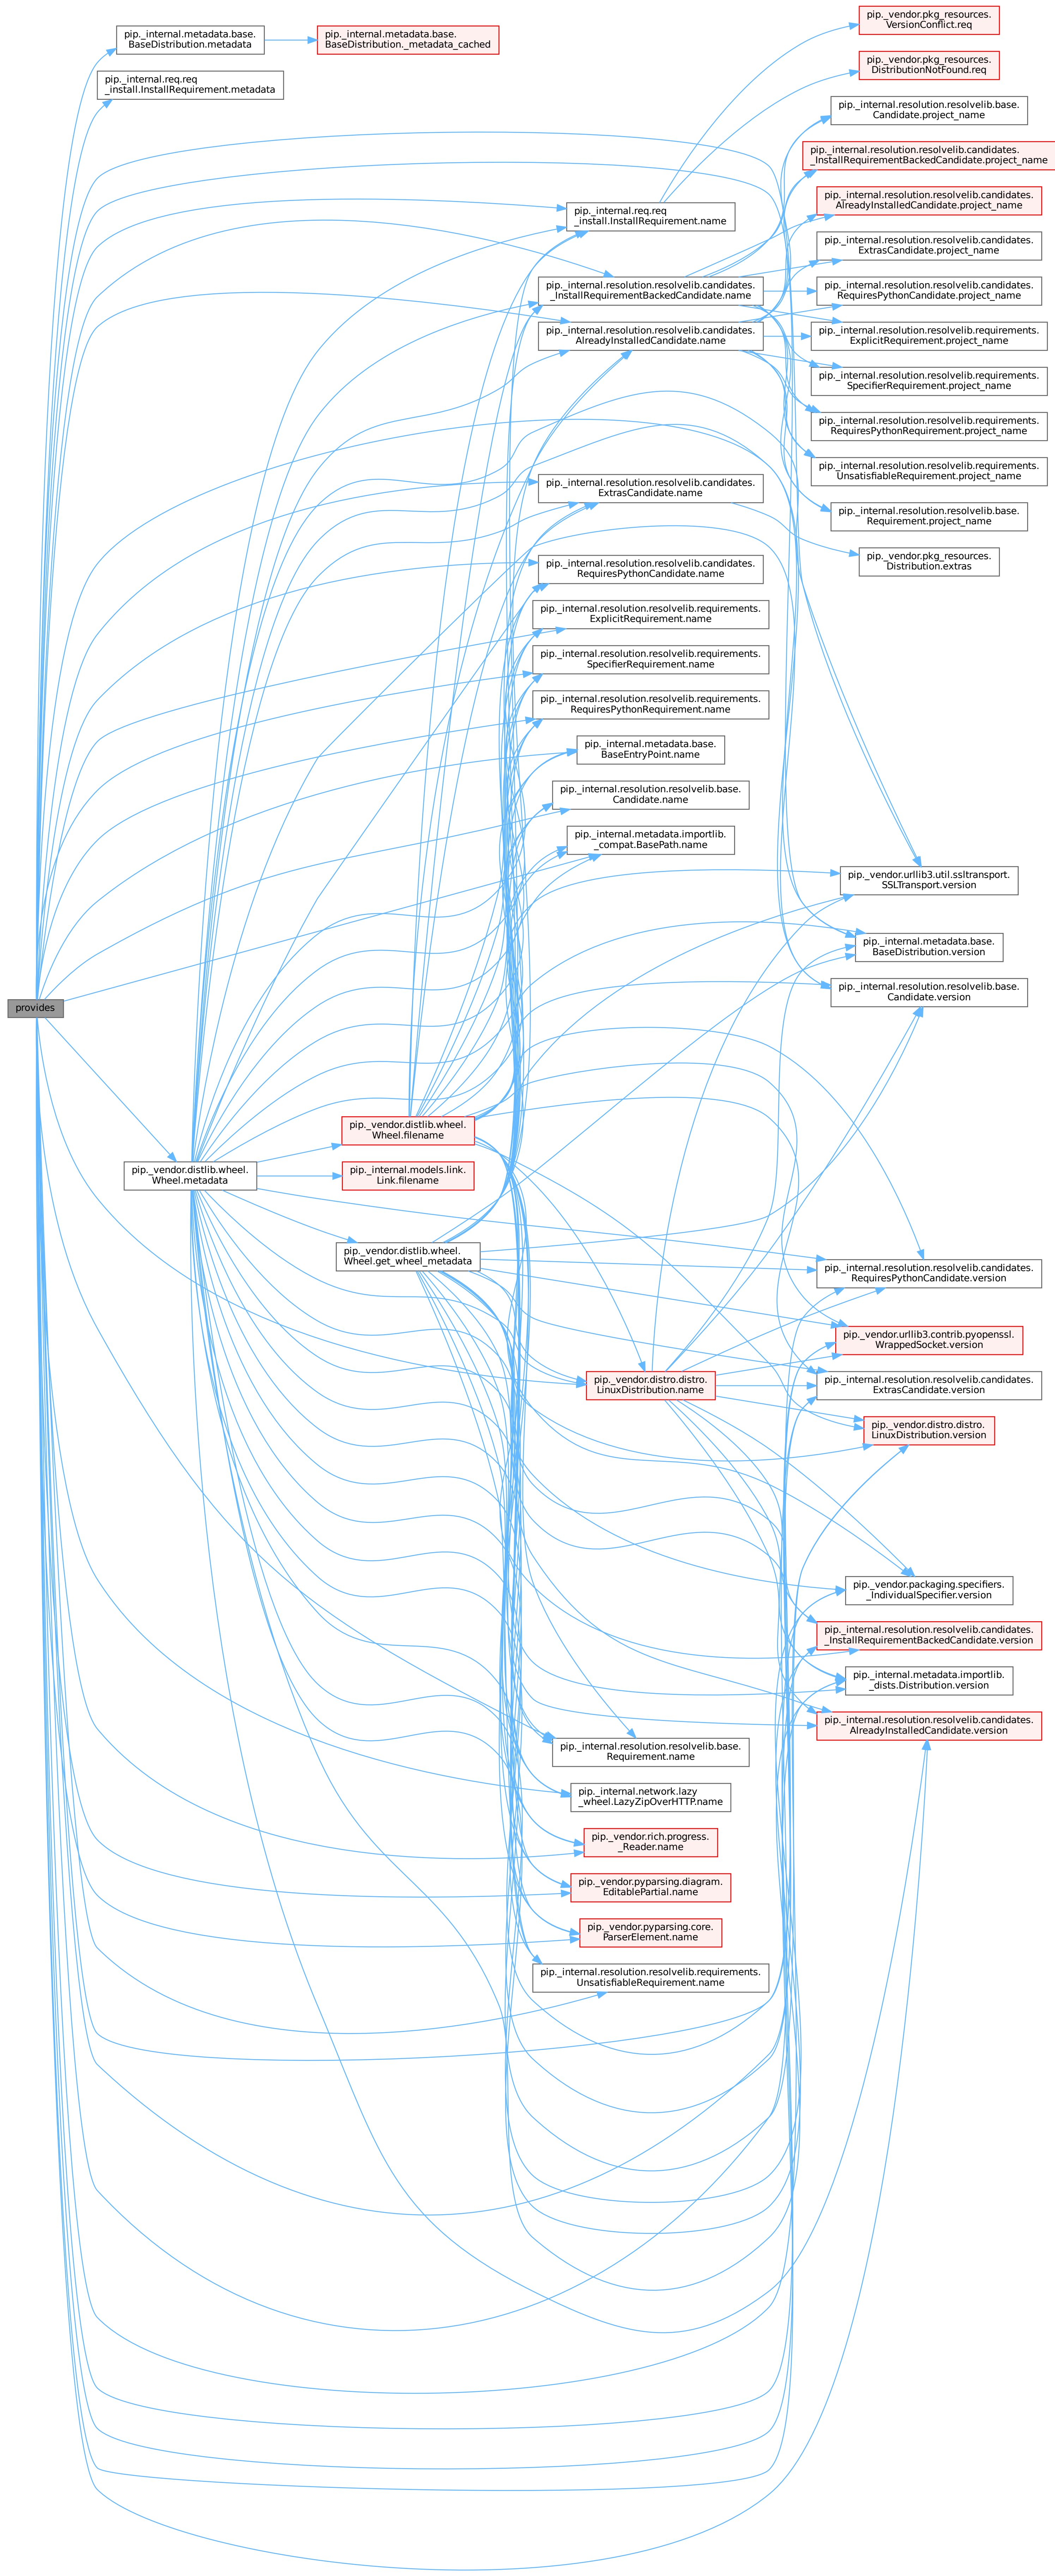 provides
pip._internal.metadata.base.
BaseDistribution.metadata
pip._internal.metadata.base.
BaseDistribution._metadata_cached
pip._internal.req.req
_install.InstallRequirement.metadata
pip._vendor.distlib.wheel.
Wheel.metadata
pip._vendor.distlib.wheel.
Wheel.filename
pip._internal.models.link.
Link.filename
pip._vendor.distlib.wheel.
Wheel.get_wheel_metadata
pip._internal.req.req
_install.InstallRequirement.name
pip._internal.resolution.resolvelib.candidates.
_InstallRequirementBackedCandidate.name
pip._internal.resolution.resolvelib.candidates.
AlreadyInstalledCandidate.name
pip._internal.resolution.resolvelib.candidates.
ExtrasCandidate.name
pip._internal.resolution.resolvelib.candidates.
RequiresPythonCandidate.name
pip._internal.resolution.resolvelib.requirements.
ExplicitRequirement.name
pip._internal.resolution.resolvelib.requirements.
SpecifierRequirement.name
pip._internal.resolution.resolvelib.requirements.
RequiresPythonRequirement.name
pip._internal.metadata.base.
BaseEntryPoint.name
pip._internal.resolution.resolvelib.base.
Candidate.name
pip._internal.metadata.importlib.
_compat.BasePath.name
pip._vendor.distro.distro.
LinuxDistribution.name
pip._internal.resolution.resolvelib.base.
Requirement.name
pip._internal.network.lazy
_wheel.LazyZipOverHTTP.name
pip._vendor.rich.progress.
_Reader.name
pip._vendor.pyparsing.diagram.
EditablePartial.name
pip._vendor.pyparsing.core.
ParserElement.name
pip._internal.resolution.resolvelib.requirements.
UnsatisfiableRequirement.name
pip._vendor.pkg_resources.
VersionConflict.req
pip._vendor.pkg_resources.
DistributionNotFound.req
pip._internal.resolution.resolvelib.base.
Candidate.project_name
pip._internal.resolution.resolvelib.candidates.
_InstallRequirementBackedCandidate.project_name
pip._internal.resolution.resolvelib.candidates.
AlreadyInstalledCandidate.project_name
pip._internal.resolution.resolvelib.candidates.
ExtrasCandidate.project_name
pip._internal.resolution.resolvelib.candidates.
RequiresPythonCandidate.project_name
pip._internal.resolution.resolvelib.requirements.
ExplicitRequirement.project_name
pip._internal.resolution.resolvelib.requirements.
SpecifierRequirement.project_name
pip._internal.resolution.resolvelib.requirements.
RequiresPythonRequirement.project_name
pip._internal.resolution.resolvelib.requirements.
UnsatisfiableRequirement.project_name
pip._internal.resolution.resolvelib.base.
Requirement.project_name
pip._vendor.pkg_resources.
Distribution.extras
pip._vendor.urllib3.util.ssltransport.
SSLTransport.version
pip._internal.metadata.base.
BaseDistribution.version
pip._internal.resolution.resolvelib.base.
Candidate.version
pip._internal.resolution.resolvelib.candidates.
RequiresPythonCandidate.version
pip._vendor.urllib3.contrib.pyopenssl.
WrappedSocket.version
pip._internal.resolution.resolvelib.candidates.
ExtrasCandidate.version
pip._vendor.distro.distro.
LinuxDistribution.version
pip._vendor.packaging.specifiers.
_IndividualSpecifier.version
pip._internal.resolution.resolvelib.candidates.
_InstallRequirementBackedCandidate.version
pip._internal.metadata.importlib.
_dists.Distribution.version
pip._internal.resolution.resolvelib.candidates.
AlreadyInstalledCandidate.version